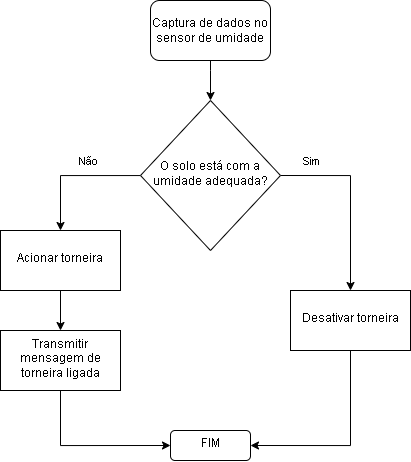 Captura de dados no
sensor de umidade
Não
O solo está com a
umidade adequada?
Sim
Acionar torneira
Desativar torneira
Transmitir
mensagem de
torneira ligada
FIM